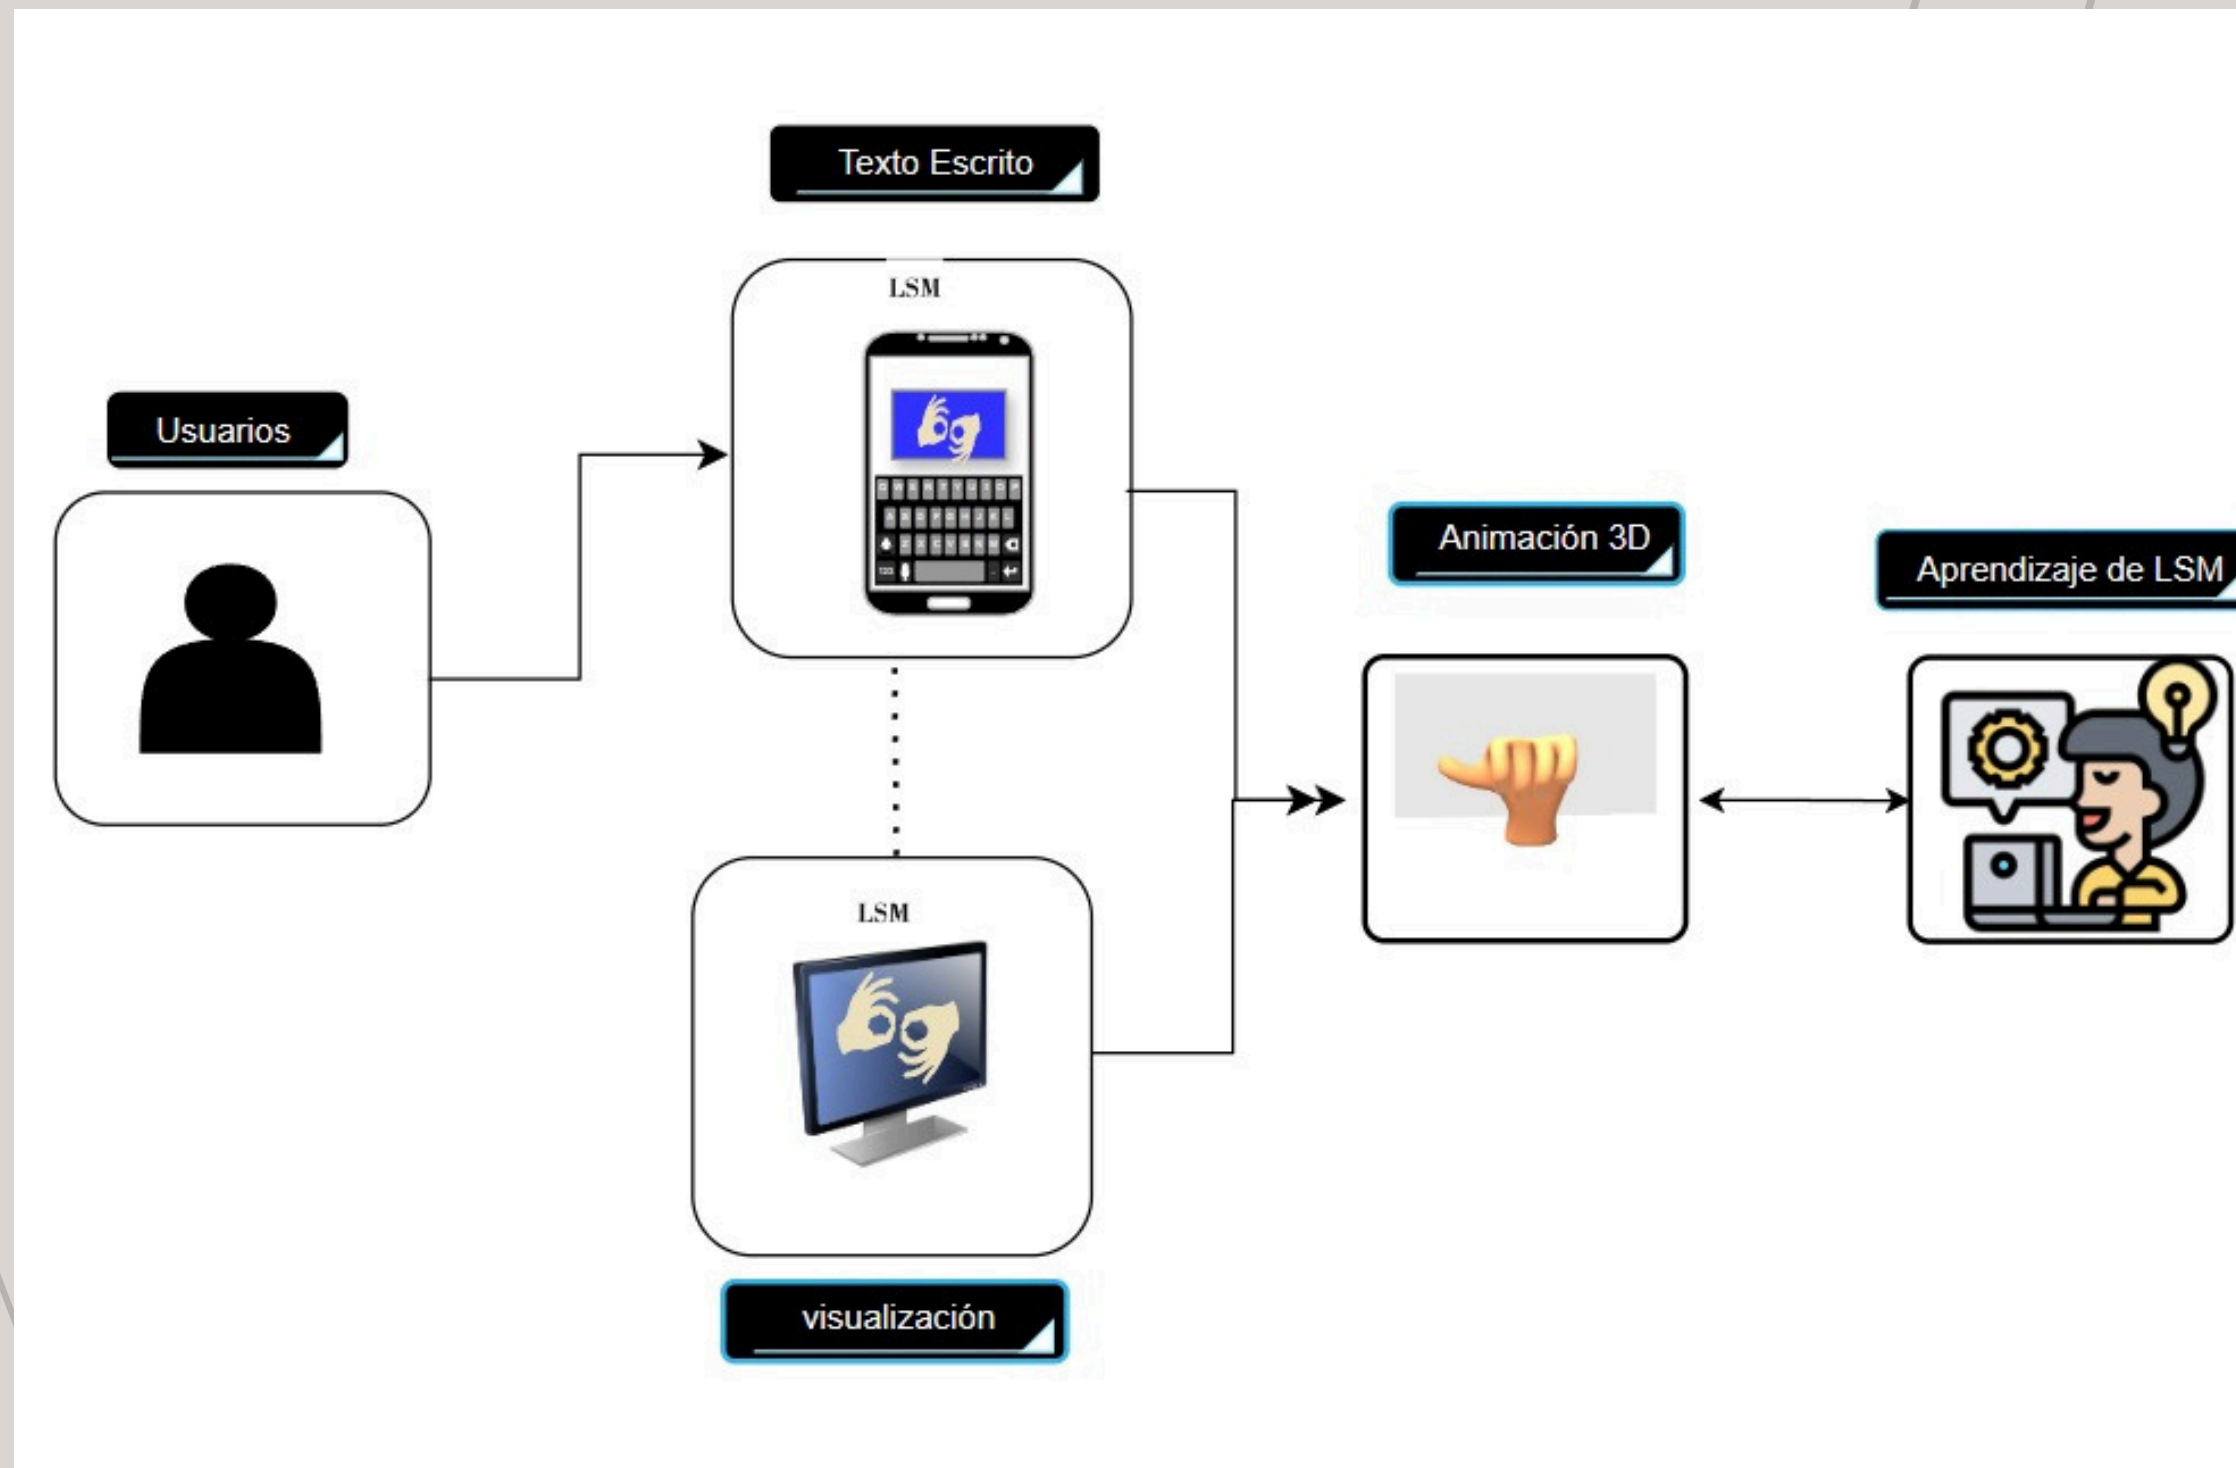 Texto Escrito
LSM
Usuarios
Animación 3D
Aprendizaje de LSM
LSM
visualización